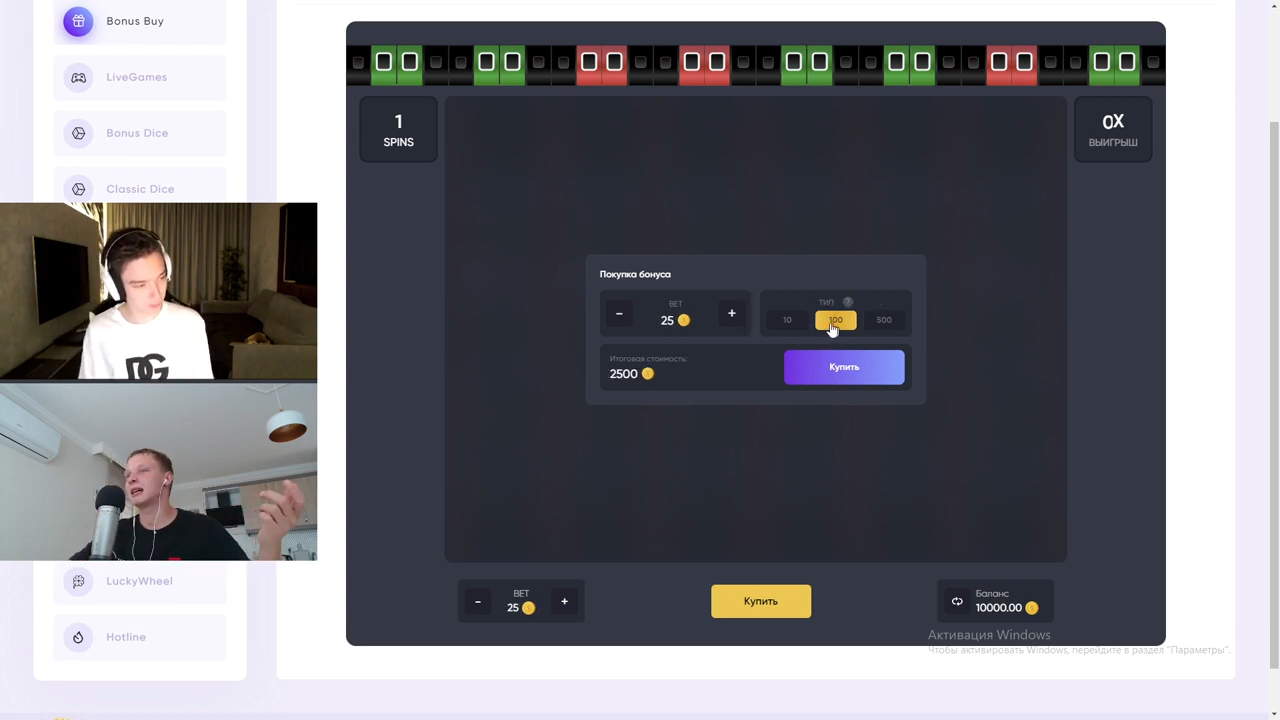 Bonus Buy
LiveGames
Bonus Dice
Classic Dice
LuckyWheel
Hotline
1
SPINS
0X
ВЫИГРЫШ
Покупка бонуса
BET
- 25 +
ТИП ?
10 100 500
Итоговая стоимость:
2500
Купить
BET
- 25 +
Купить
Баланс
10000.00
Активация Windows
Чтобы активировать Windows, перейдите в раздел "Параметры".
DG